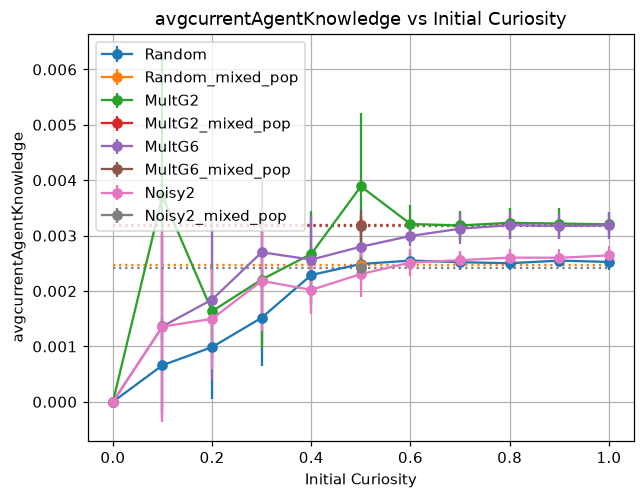 avgcurrentAgentKnowledge vs Initial Curiosity
Random
Random_mixed_pop
MultG2
MultG2_mixed_pop
MultG6
MultG6_mixed_pop
Noisy2
Noisy2_mixed_pop
avgcurrentAgentKnowledge
0.006
0.005
0.004
0.003
0.002
0.001
0.000
0.0
0.2
0.4
0.6
0.8
1.0
Initial Curiosity